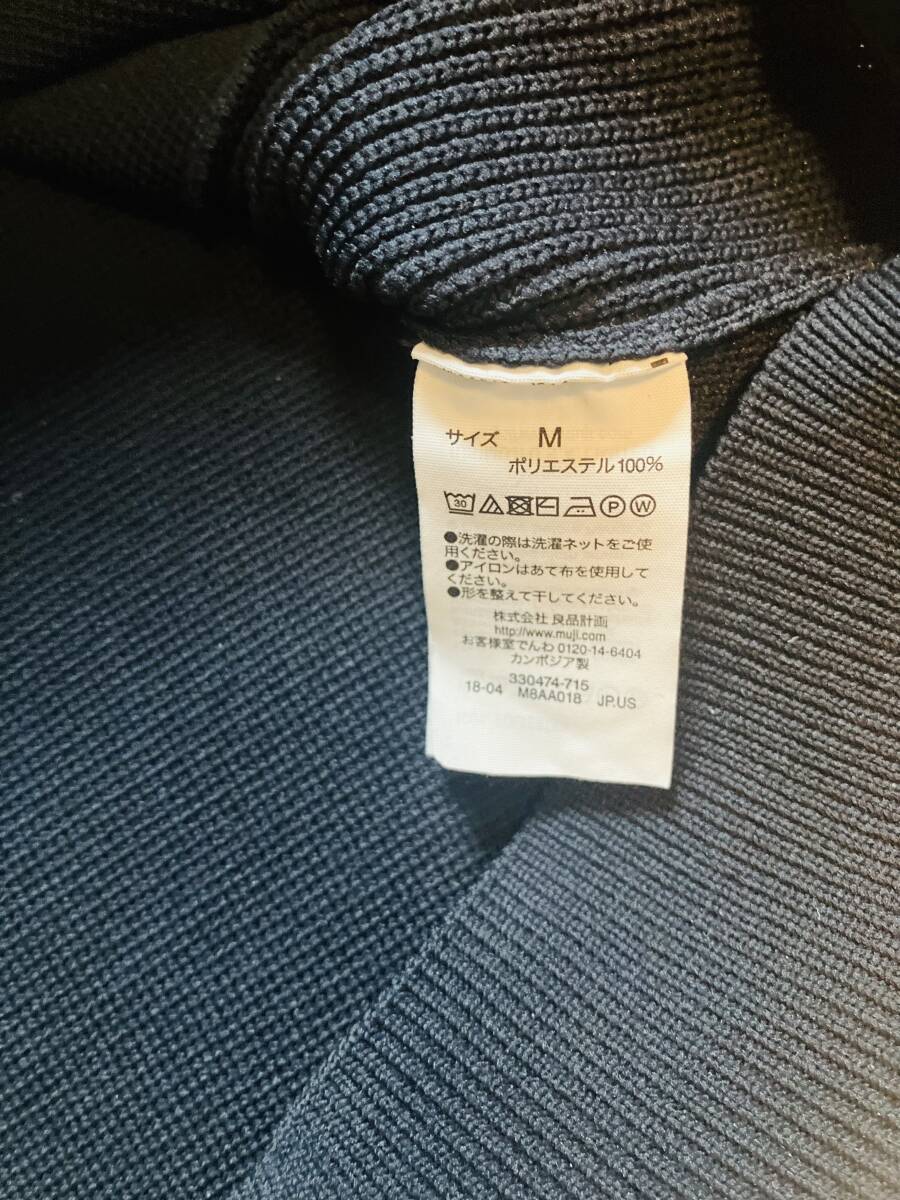 サイズ M
ポリエステル100%
30 P W
●洗濯の際は洗濯ネットをご使
用ください。
●アイロンはあて布を使用して
ください。
●形を整えて干してください。
株式会社 良品計画
http://www.muji.com
お客様室でんわ 0120-14-6404
カンボジア製
330474-715
18-04 M8AA018 JP.US